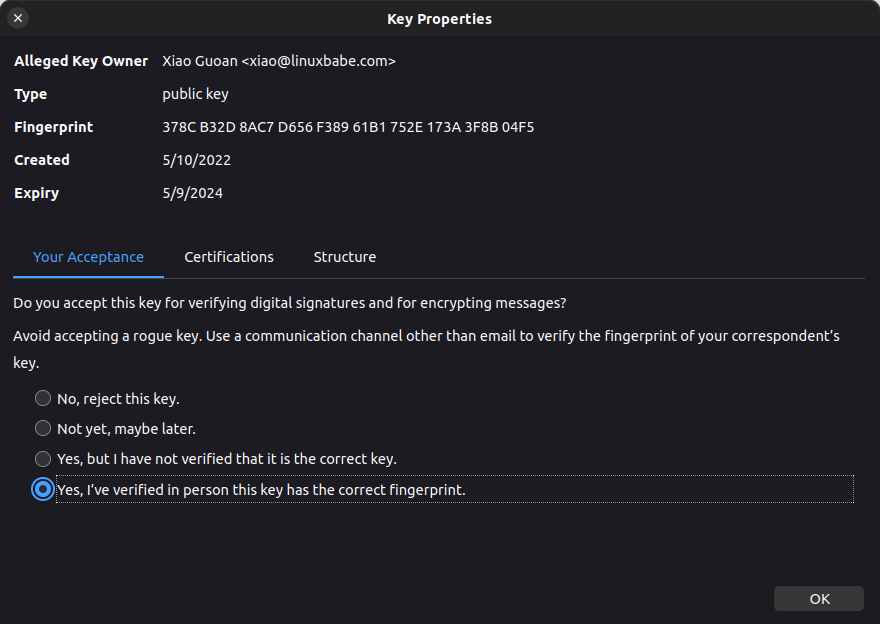 Key Properties
Alleged Key Owner Xiao Guoan <xiao@linuxbabe.com>
Type public key
Fingerprint 378C B32D 8AC7 D656 F389 61B1 752E 173A 3F8B 04F5
Created 5/10/2022
Expiry 5/9/2024
Your Acceptance Certifications Structure
Do you accept this key for verifying digital signatures and for encrypting messages?
Avoid accepting a rogue key. Use a communication channel other than email to verify the fingerprint of your correspondent’s
key.
No, reject this key.
Not yet, maybe later.
Yes, but I have not verified that it is the correct key.
Yes, I’ve verified in person this key has the correct fingerprint.
OK